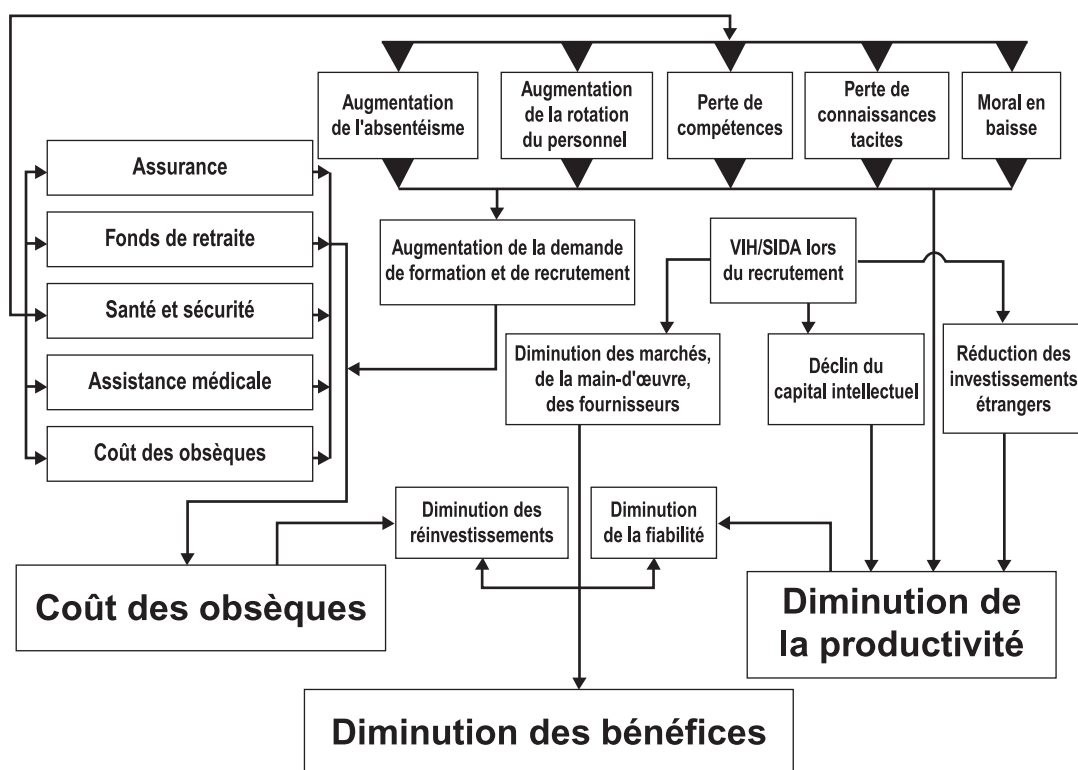 Augmentation
de l'absentéisme
Augmentation
de la rotation
du personnel
Perte de
compétences
Perte de
connaissances
tacites
Moral en
baisse
Assurance
Fonds de retraite
Santé et sécurité
Assistance médicale
Coût des obsèques
Augmentation de la demande
de formation et de recrutement
VIH/SIDA lors
du recrutement
Diminution des marchés,
de la main-d'œuvre,
des fournisseurs
Déclin du
capital intellectuel
Réduction des
investissements
étrangers
Diminution des
réinvestissements
Diminution
de la fiabilité
Coût des obsèques
Diminution de
la productivité
Diminution des bénéfices